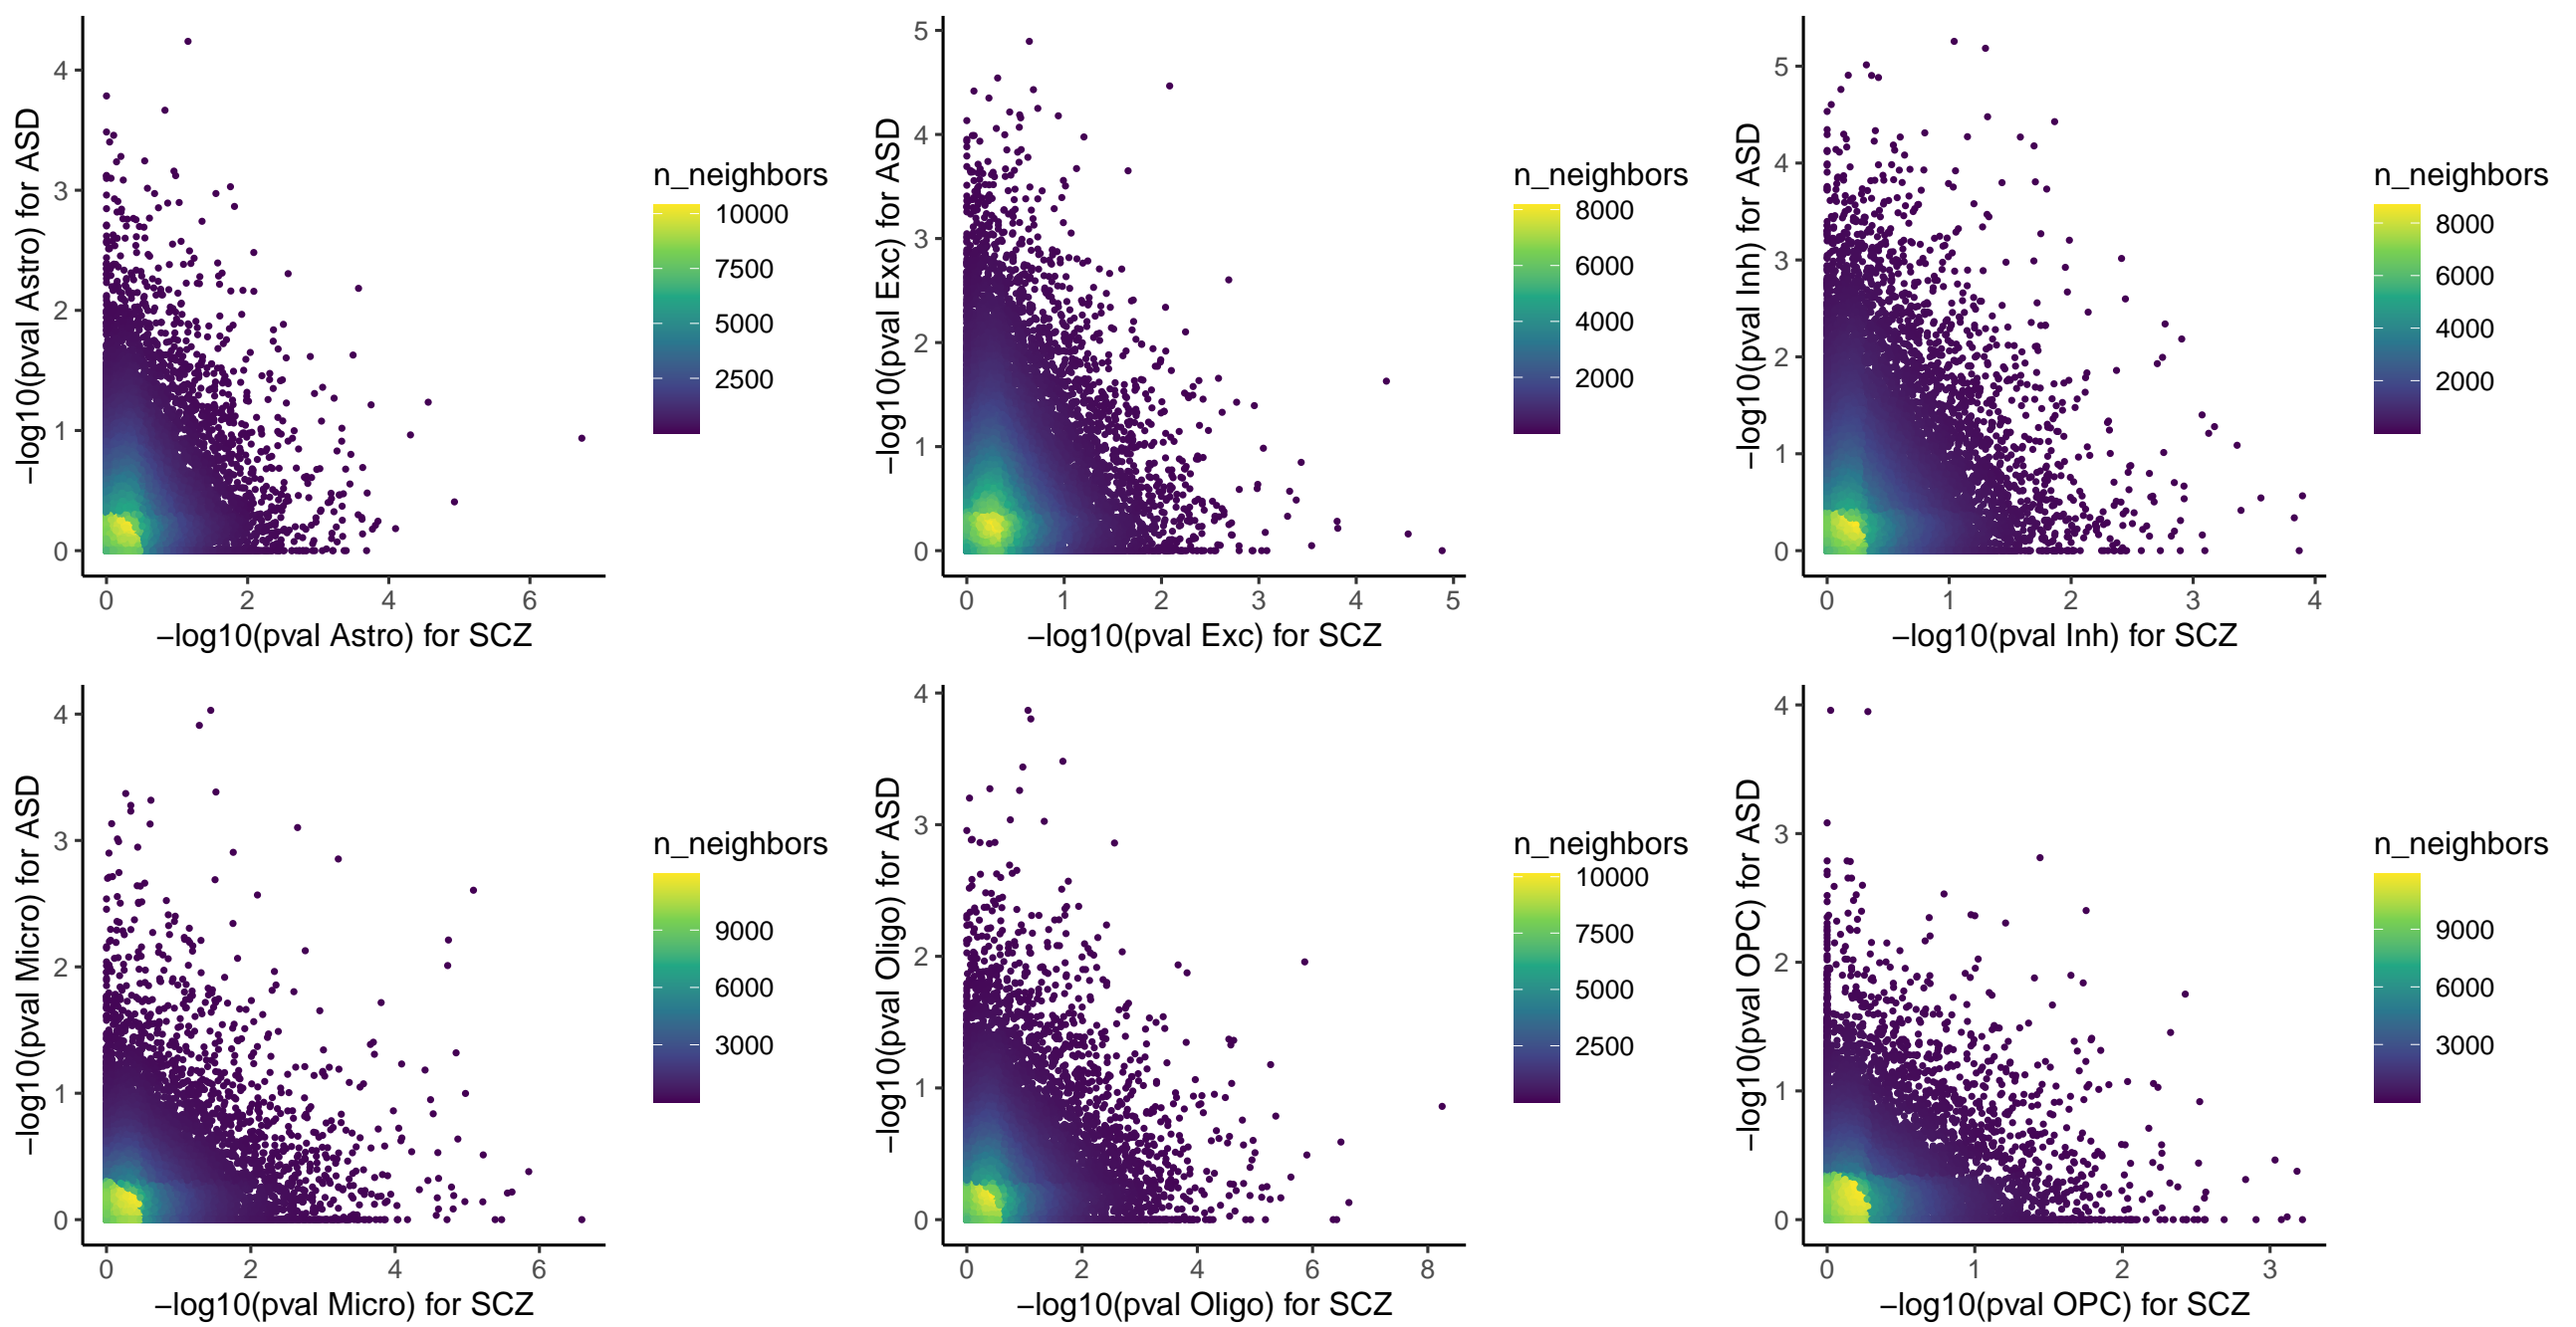 –log10(pval Astro) for ASD
4
3
2
1
0
0 2 4 6
–log10(pval Astro) for SCZ
n_neighbors
10000
7500
5000
2500
–log10(pval Exc) for ASD
5
4
3
2
1
0
0 1 2 3 4 5
–log10(pval Exc) for SCZ
n_neighbors
8000
6000
4000
2000
–log10(pval Inh) for ASD
5
4
3
2
1
0
0 1 2 3 4
–log10(pval Inh) for SCZ
n_neighbors
8000
6000
4000
2000
–log10(pval Micro) for ASD
4
3
2
1
0
0 2 4 6
–log10(pval Micro) for SCZ
n_neighbors
9000
6000
3000
–log10(pval Oligo) for ASD
4
3
2
1
0
0 2 4 6 8
–log10(pval Oligo) for SCZ
n_neighbors
10000
7500
5000
2500
–log10(pval OPC) for ASD
4
3
2
1
0
0 1 2 3
–log10(pval OPC) for SCZ
n_neighbors
9000
6000
3000